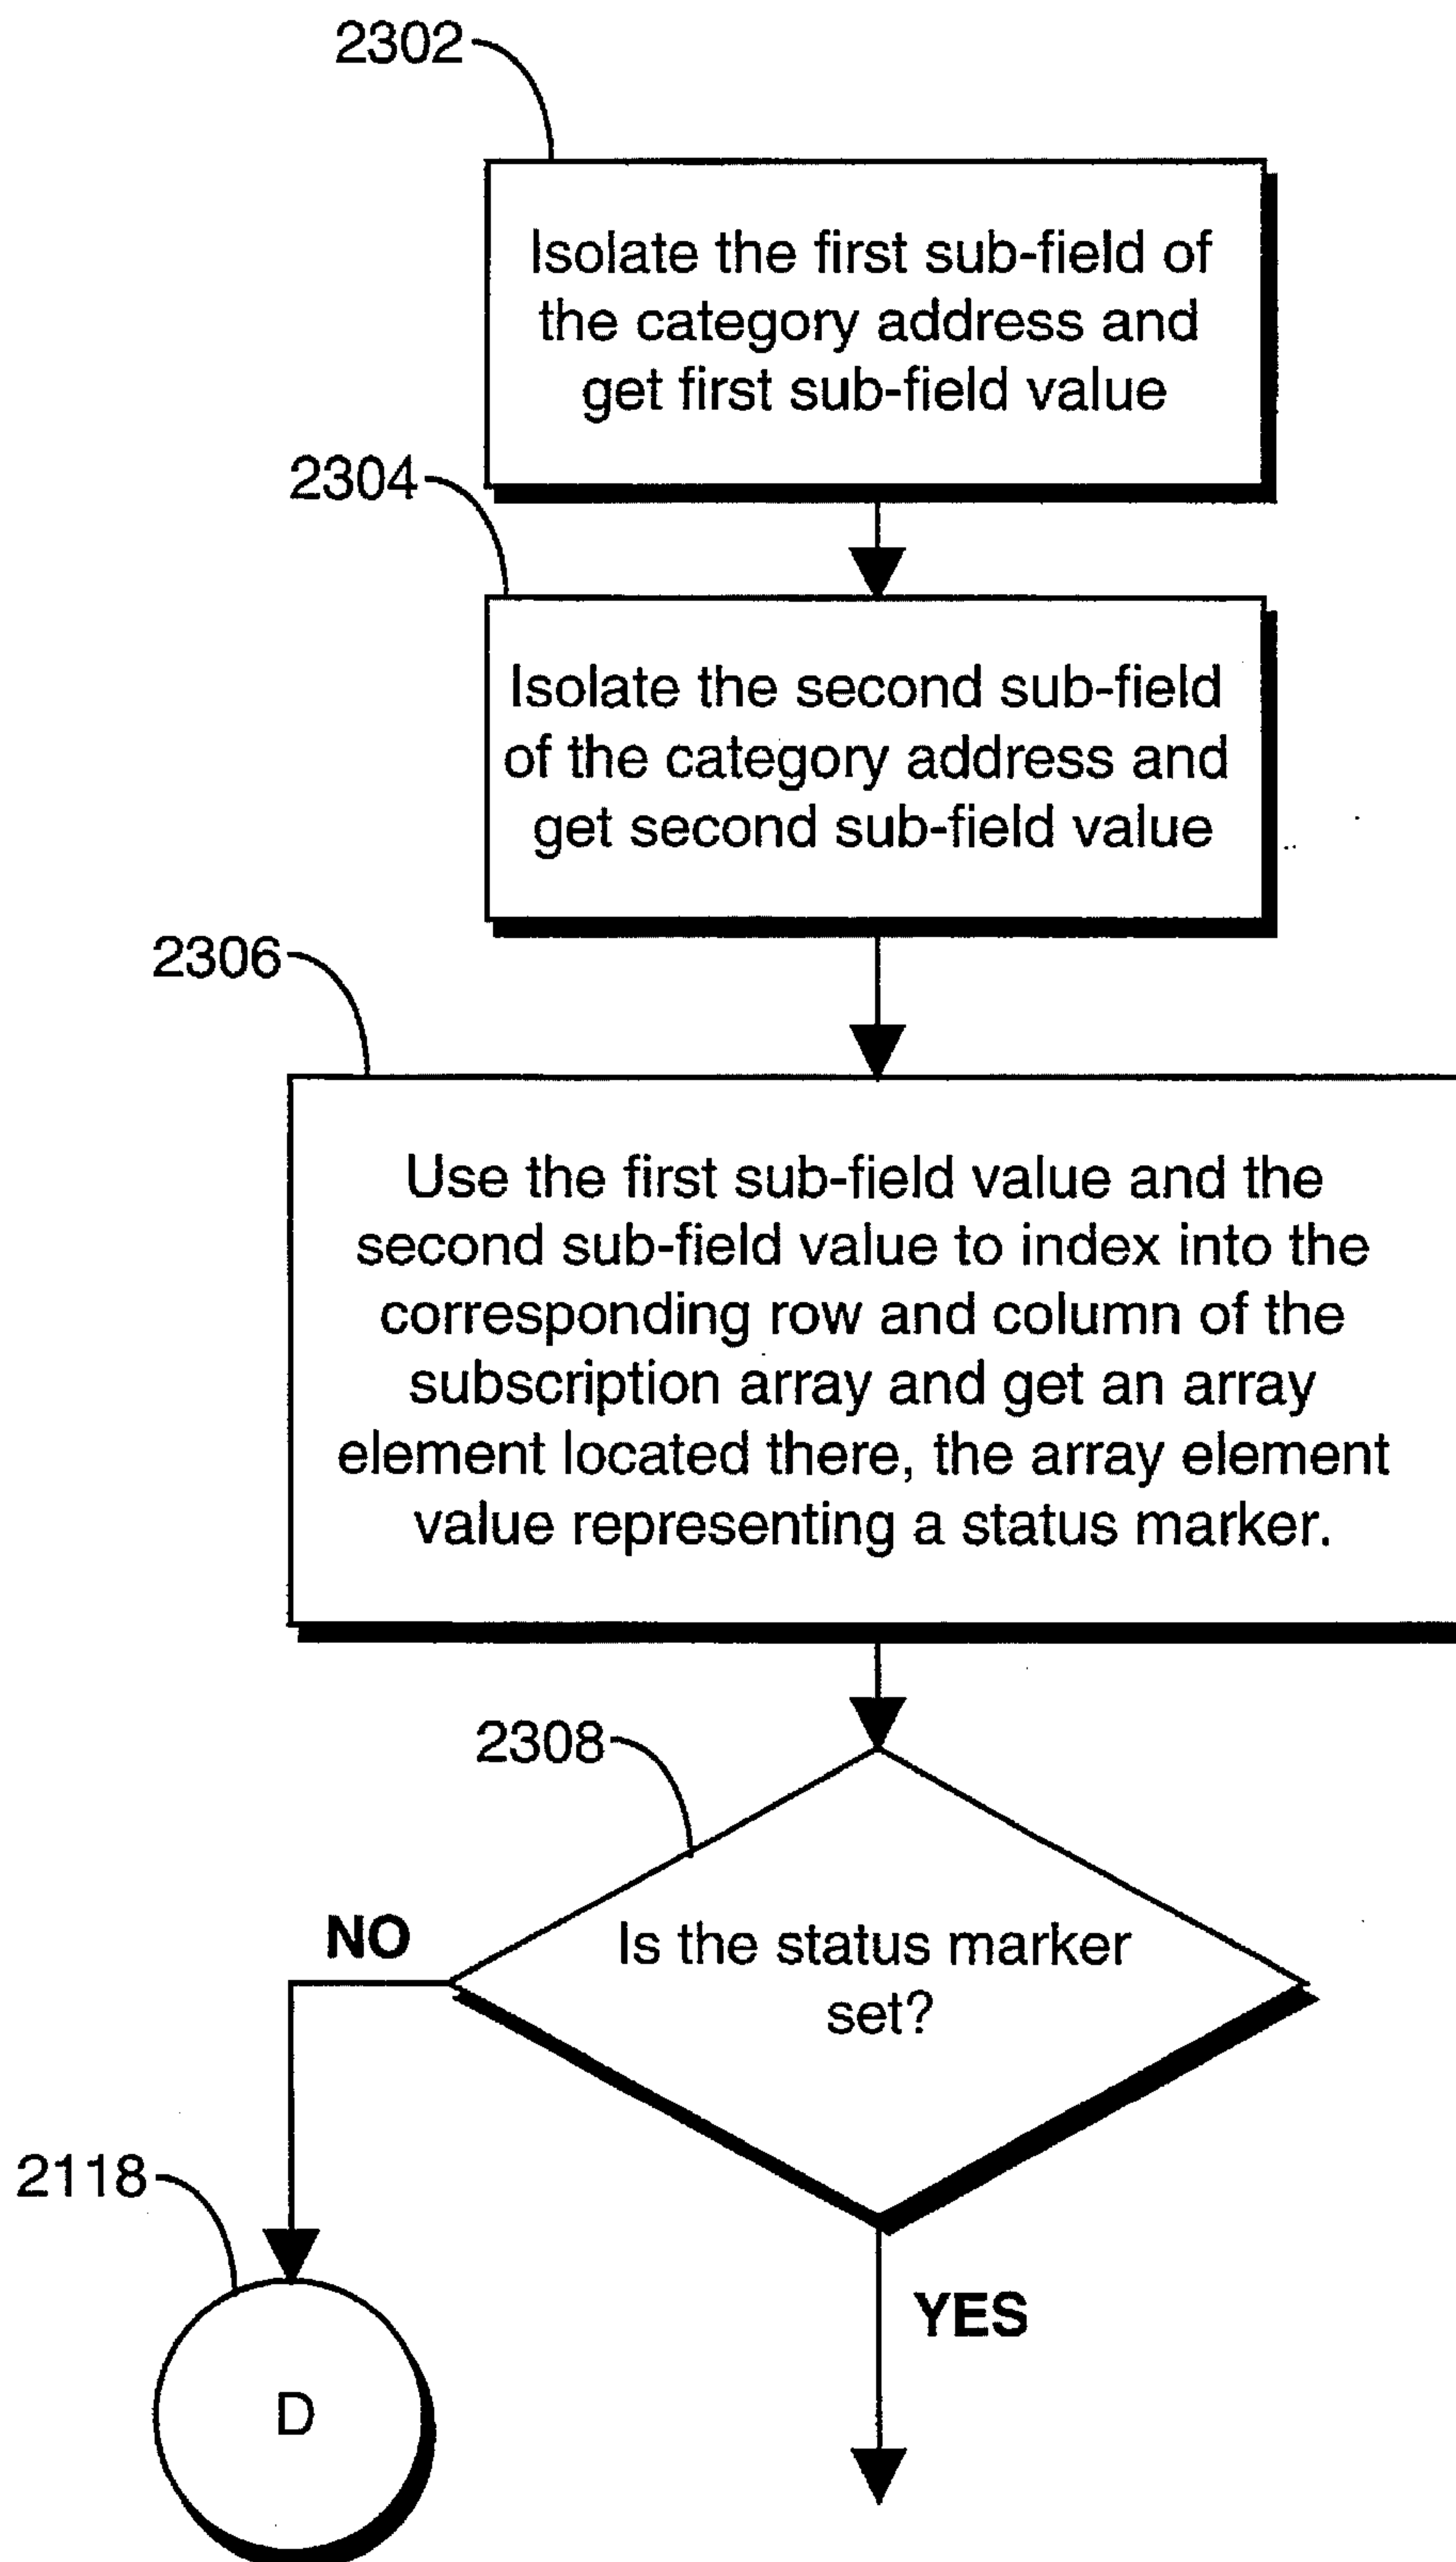 2302
Isolate the first sub-field of
the category address and
get first sub-field value
2304
Isolate the second sub-field
of the category address and
get second sub-field value
2306
Use the first sub-field value and the
second sub-field value to index into the
corresponding row and column of the
subscription array and get an array
element located there, the array element
value representing a status marker.
2308
Is the status marker
set?
NO
2118
YES
D